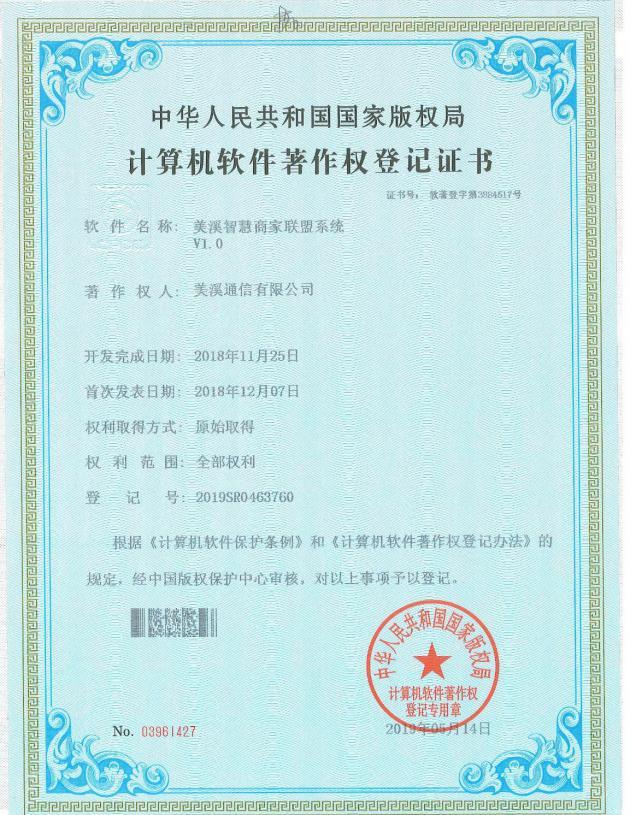 中华人民共和国国家版权局
计算机软件著作权登记证书
证书号： 软著登字第3884517号
软件名称： 美溪智慧商家联盟系统
V1.0
著作权人： 美溪通信有限公司
开发完成日期： 2018年11月25日
首次发表日期： 2018年12月07日
权利取得方式： 原始取得
权利范围： 全部权利
登记号： 2019SR0463760
根据《计算机软件保护条例》和《计算机软件著作权登记办法》的
规定，经中国版权保护中心审核，对以上事项予以登记。
中华人民共和国国家版权局
计算机软件著作权
登记专用章
No. 03961427
2019年05月14日